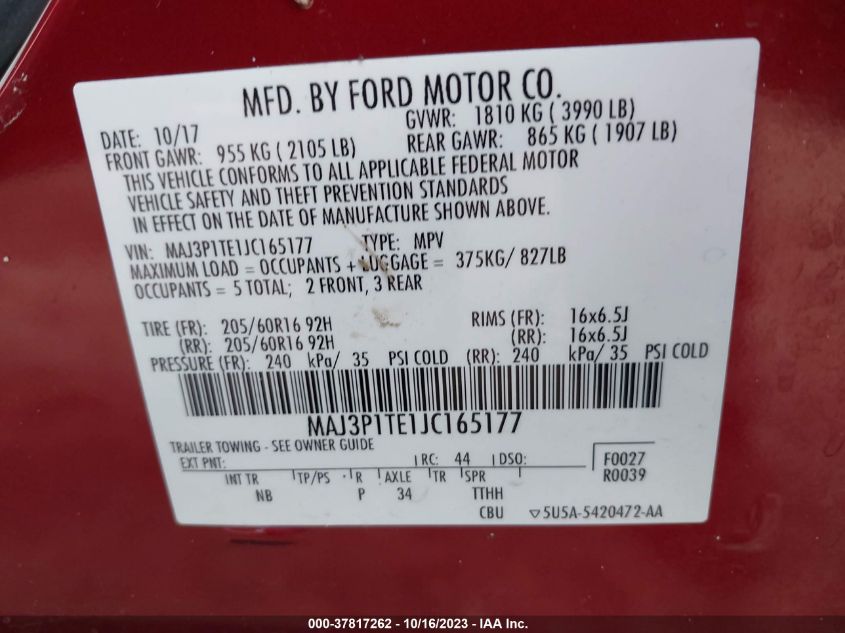 MFD. BY FORD MOTOR CO.
DATE: 10/17 GVWR: 1810 KG ( 3990 LB)
FRONT GAWR: 955 KG ( 2105 LB) REAR GAWR: 865 KG ( 1907 LB)
THIS VEHICLE CONFORMS TO ALL APPLICABLE FEDERAL MOTOR
VEHICLE SAFETY AND THEFT PREVENTION STANDARDS
IN EFFECT ON THE DATE OF MANUFACTURE SHOWN ABOVE.
VIN: MAJ3P1TE1JC165177 TYPE: MPV
MAXIMUM LOAD = OCCUPANTS + LUGGAGE = 375KG/ 827LB
OCCUPANTS = 5 TOTAL; 2 FRONT, 3 REAR
TIRE (FR): 205/60R16 92H RIMS (FR): 16x6.5J
(RR): 205/60R16 92H (RR): 16x6.5J
PRESSURE (FR): 240 kPa/ 35 PSI COLD (RR): 240 kPa/ 35 PSI COLD
MAJ3P1TE1JC165177
TRAILER TOWING - SEE OWNER GUIDE
EXT PNT: RC: 44 DSO: F0027
R0039
INT TR TP/PS R AXLE TR SPR
NB P 34 TTHH
CBU 5U5A-5420472-AA
000-37817262 - 10/16/2023 - IAA Inc.